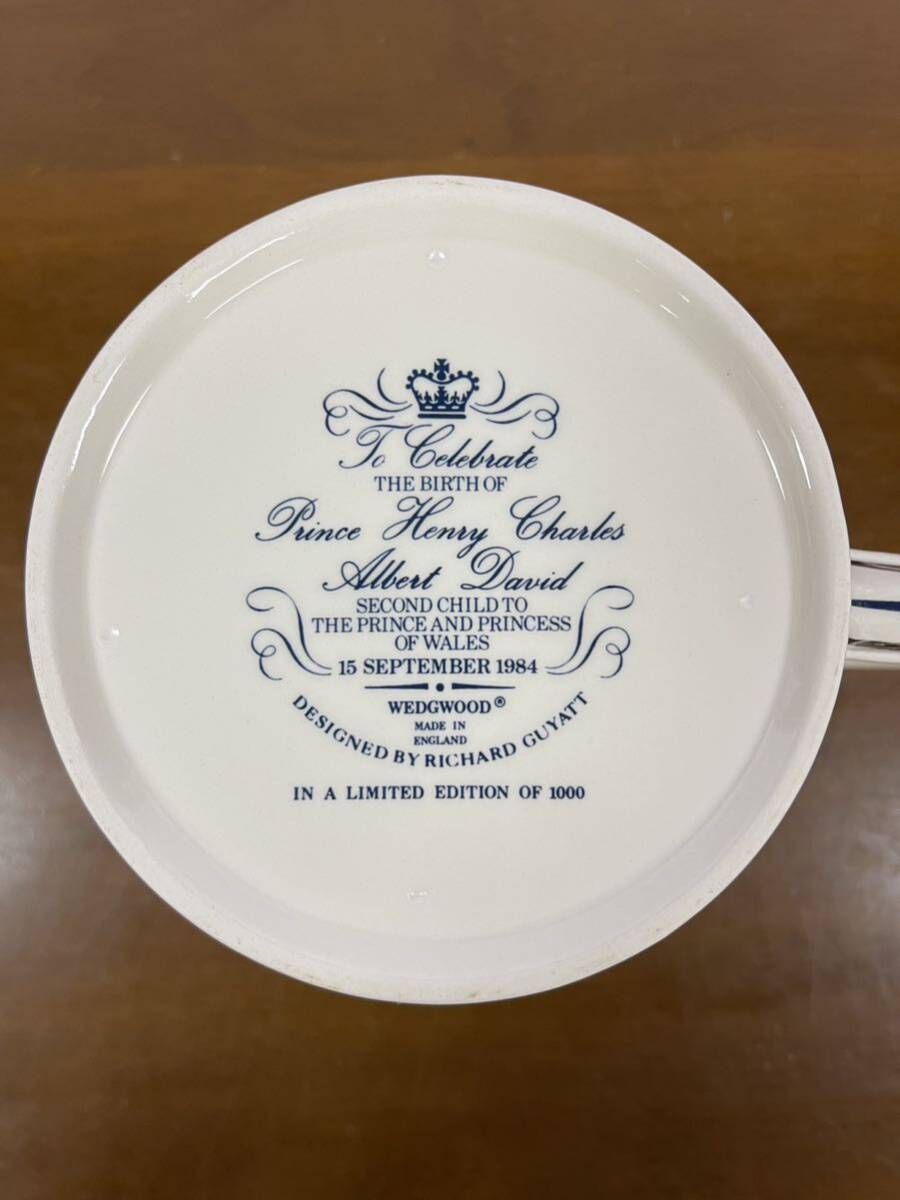 To Celebrate
THE BIRTH OF
Prince Henry Charles
Albert David
SECOND CHILD TO
THE PRINCE AND PRINCESS
OF WALES
15 SEPTEMBER 1984
WEDGWOOD®
MADE IN
ENGLAND
DESIGNED BY RICHARD GUYATT
IN A LIMITED EDITION OF 1000